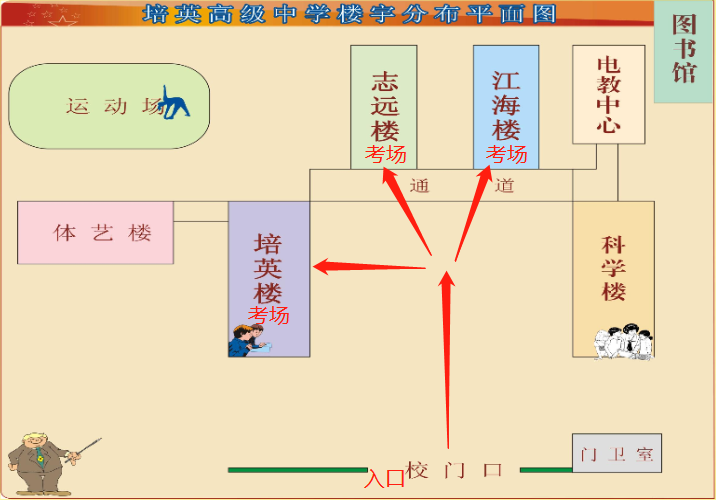 培英高级中学楼宇分布平面图
图书馆
运动场
志远楼
考场
江海楼
考场
电教中心
通道
体艺楼
培英楼
考场
科学楼
入口
校门口
门卫室